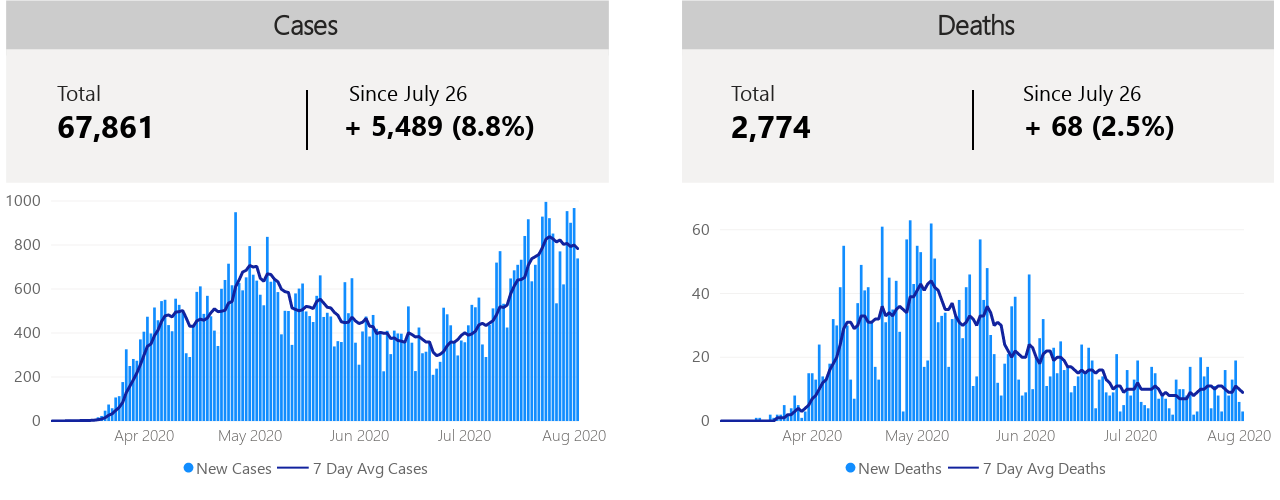 Cases
Total
67,861
Since July 26
+ 5,489 (8.8%)
1000
800
600
400
200
0
Apr 2020 May 2020 Jun 2020 Jul 2020 Aug 2020
New Cases 7 Day Avg Cases
Deaths
Total
2,774
Since July 26
+ 68 (2.5%)
60
40
20
0
Apr 2020 May 2020 Jun 2020 Jul 2020 Aug 2020
New Deaths 7 Day Avg Deaths